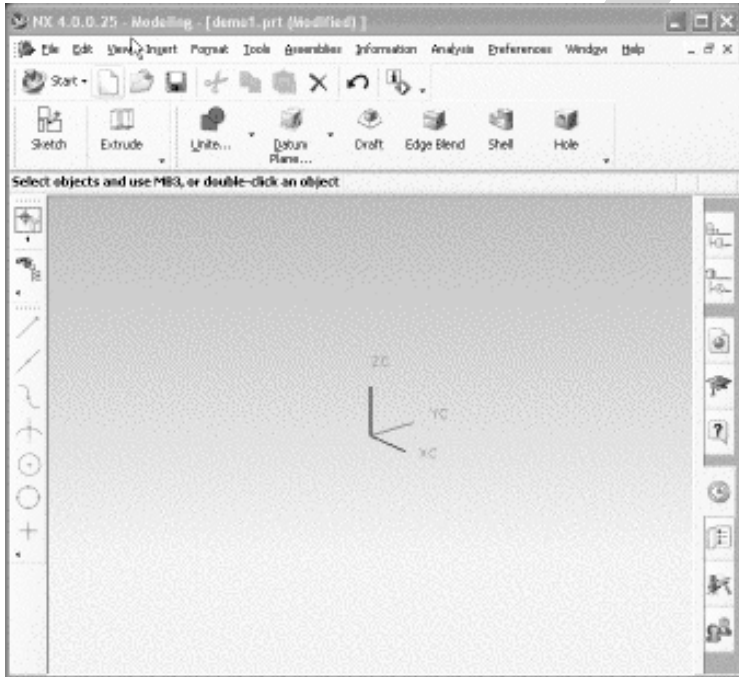 NX 4.0.0.25 - Modeling - [demo1.prt (Modified) ]
File Edit View Insert Format Tools Assemblies Information Analysis Preferences Window Help
Start
Sketch Extrude Unite... Datum Plane... Draft Edge Blend Shell Hole
Select objects and use MB3, or double-click an object
ZC
YC
XC